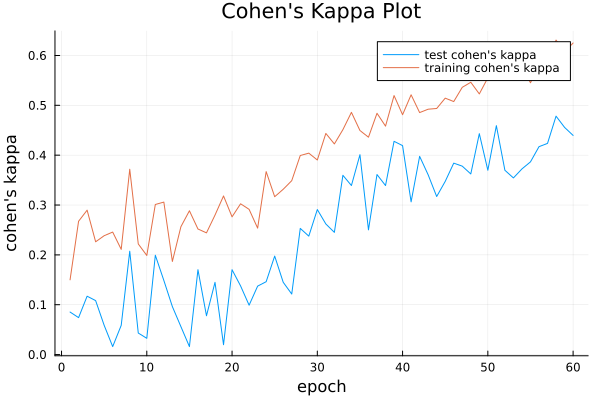 Cohen's Kappa Plot
test cohen's kappa
training cohen's kappa
0.6
0.5
0.4
0.3
0.2
0.1
0.0
cohen's kappa
0 10 20 30 40 50 60
epoch